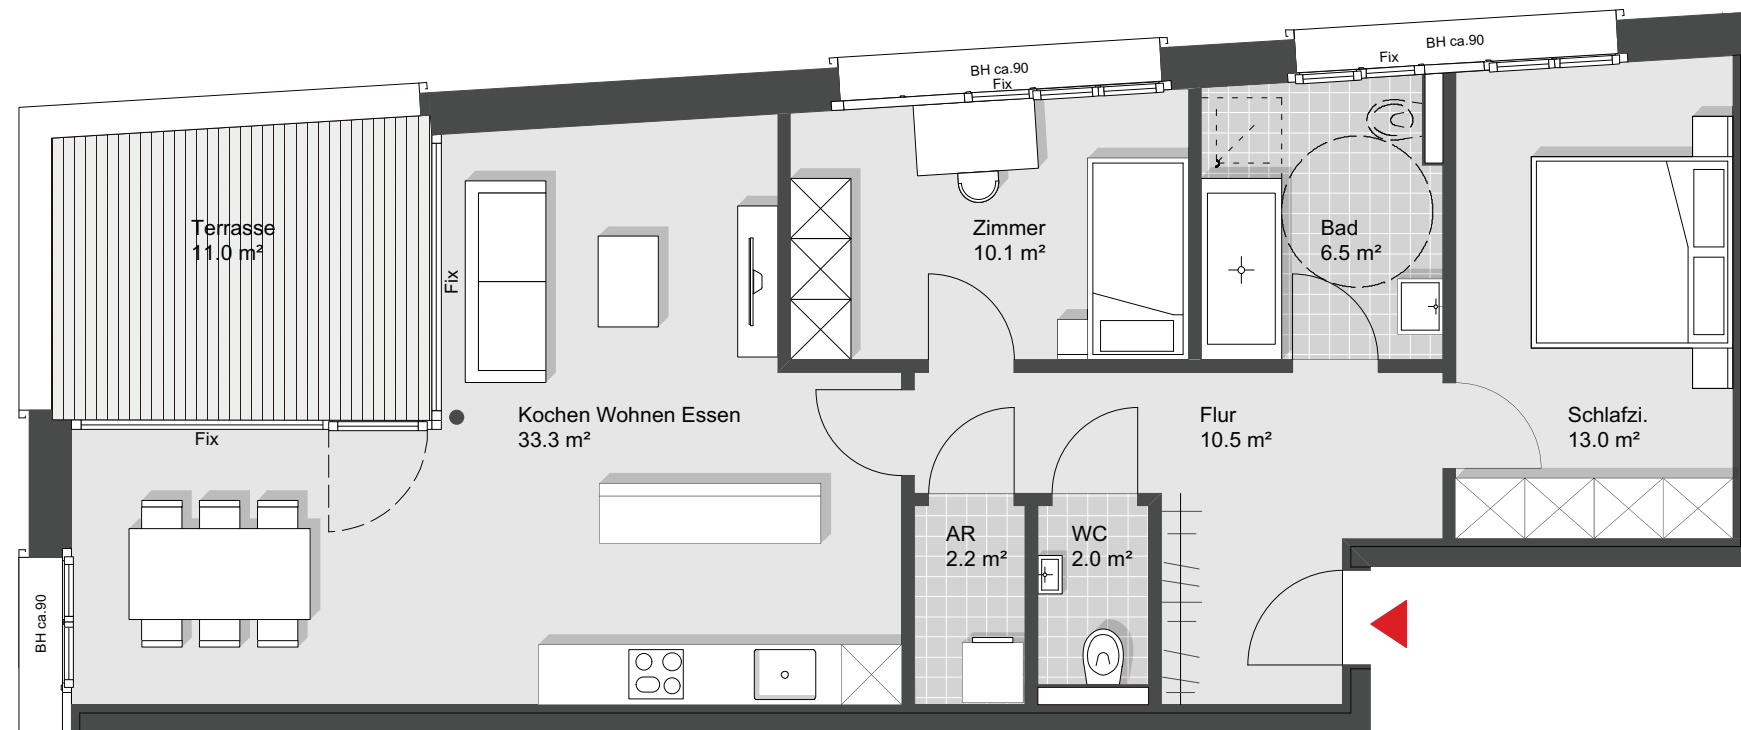 BH ca.90
Fix
BH ca.90
Fix
Terrasse
11.0 m²
Fix
Zimmer
10.1 m²
Bad
6.5 m²
Kochen Wohnen Essen
33.3 m²
Fix
Flur
10.5 m²
Schlafzi.
13.0 m²
AR
2.2 m²
WC
2.0 m²
BH ca.90